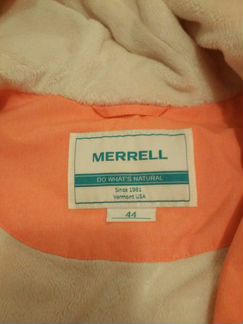 MERRELL
DO WHAT'S NATURAL
Since 1981
Vermont USA
44